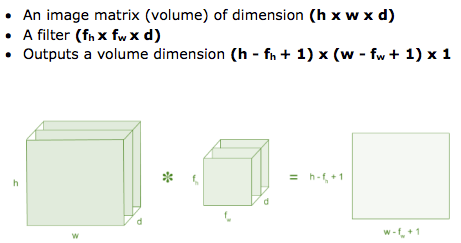 • An image matrix (volume) of dimension (h x w x d)
• A filter (fh x fw x d)
• Outputs a volume dimension (h - fh + 1) x (w - fw + 1) x 1
h
w
d
*
fh
fw
d
= h-fh+1
w-fw+1